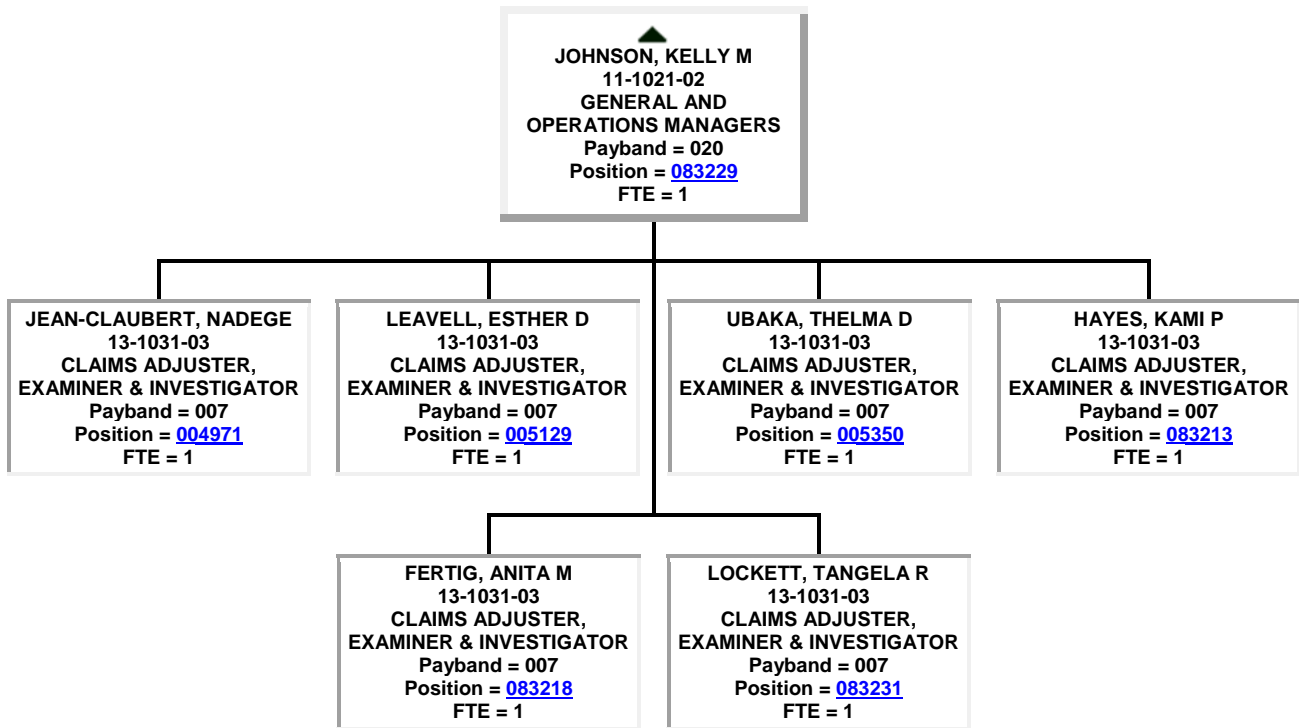 JOHNSON, KELLY M
11-1021-02
GENERAL AND
OPERATIONS MANAGERS
Payband = 020
Position = 083229
FTE = 1
JEAN-CLAUBERT, NADEGE
13-1031-03
CLAIMS ADJUSTER,
EXAMINER & INVESTIGATOR
Payband = 007
Position = 004971
FTE = 1
LEAVELL, ESTHER D
13-1031-03
CLAIMS ADJUSTER,
EXAMINER & INVESTIGATOR
Payband = 007
Position = 005129
FTE = 1
UBAKA, THELMA D
13-1031-03
CLAIMS ADJUSTER,
EXAMINER & INVESTIGATOR
Payband = 007
Position = 005350
FTE = 1
HAYES, KAMI P
13-1031-03
CLAIMS ADJUSTER,
EXAMINER & INVESTIGATOR
Payband = 007
Position = 083213
FTE = 1
FERTIG, ANITA M
13-1031-03
CLAIMS ADJUSTER,
EXAMINER & INVESTIGATOR
Payband = 007
Position = 083218
FTE = 1
LOCKETT, TANGELA R
13-1031-03
CLAIMS ADJUSTER,
EXAMINER & INVESTIGATOR
Payband = 007
Position = 083231
FTE = 1